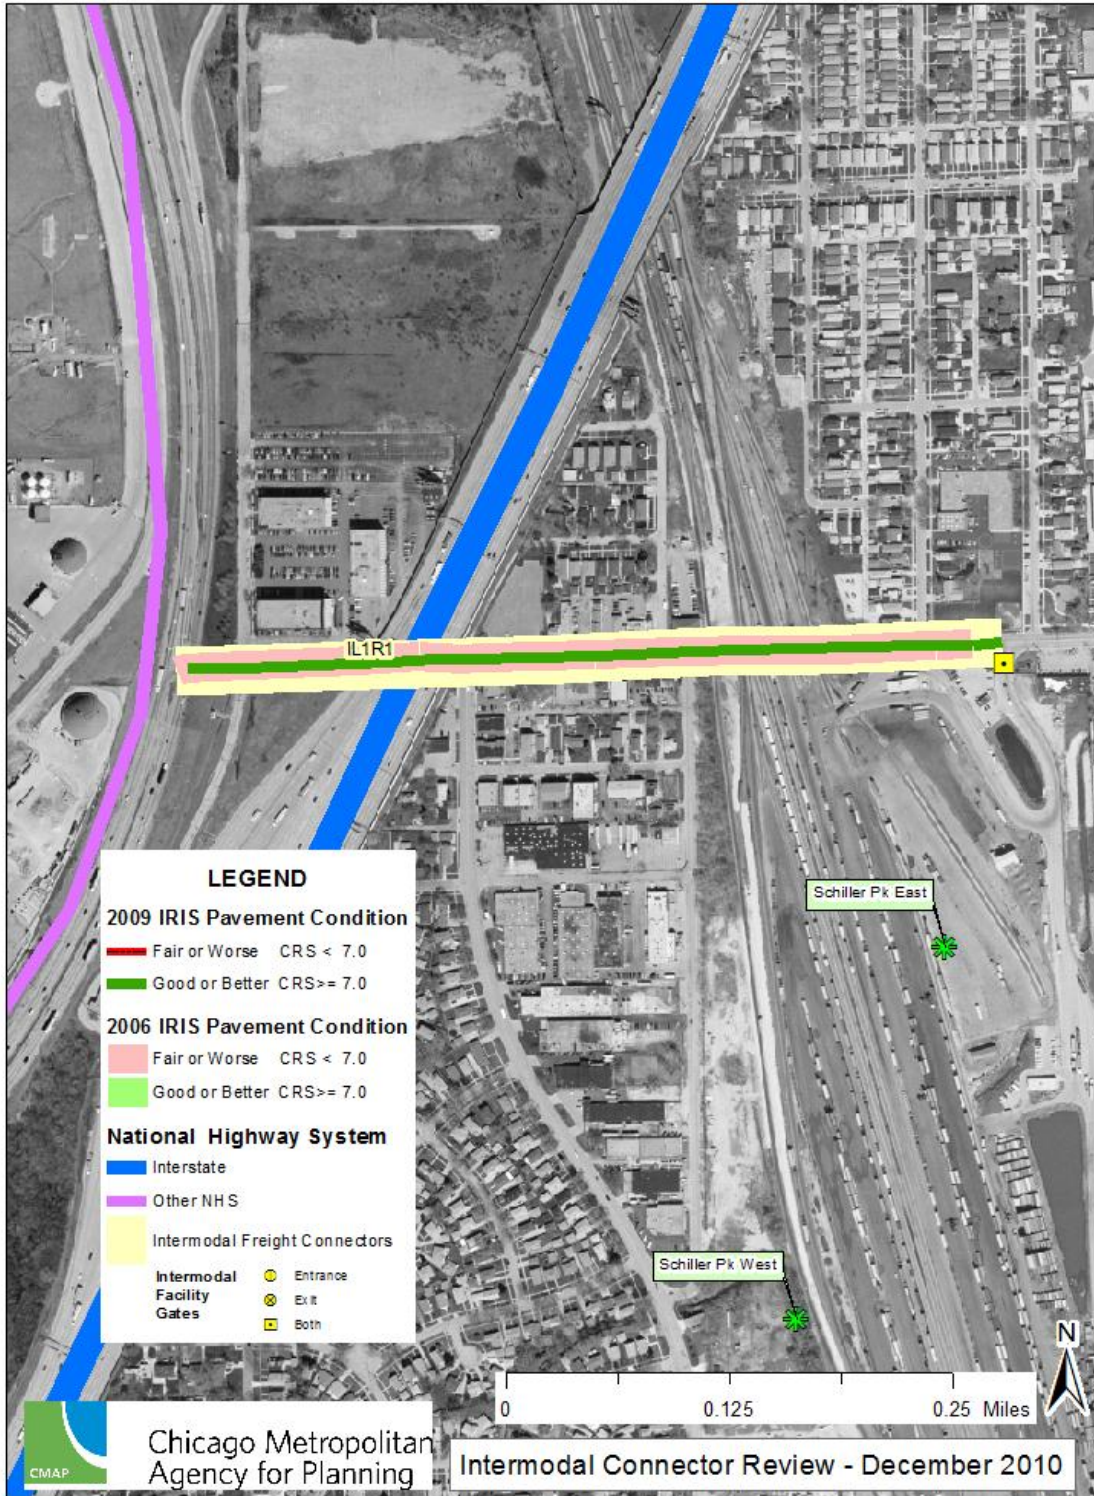 IL1R1
LEGEND
2009 IRIS Pavement Condition
Fair or Worse CRS < 7.0
Good or Better CRS>= 7.0
2006 IRIS Pavement Condition
Fair or Worse CRS < 7.0
Good or Better CRS>= 7.0
National Highway System
Interstate
Other NHS
Intermodal Freight Connectors
Intermodal Facility Gates
Entrance
Exit
Both
Schiller Pk East
Schiller Pk West
N
0 0.125 0.25 Miles
CMAP
Chicago Metropolitan
Agency for Planning
Intermodal Connector Review - December 2010